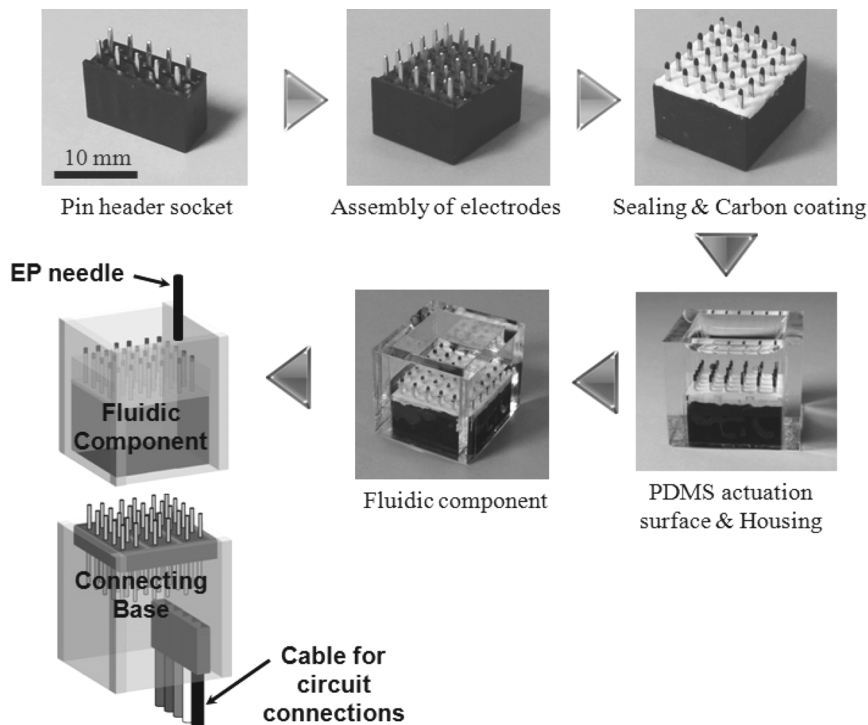 10 mm
Pin header socket
Assembly of electrodes
Sealing & Carbon coating
EP needle
Fluidic
Component
Fluidic component
PDMS actuation
surface & Housing
Connecting
Base
Cable for
circuit
connections